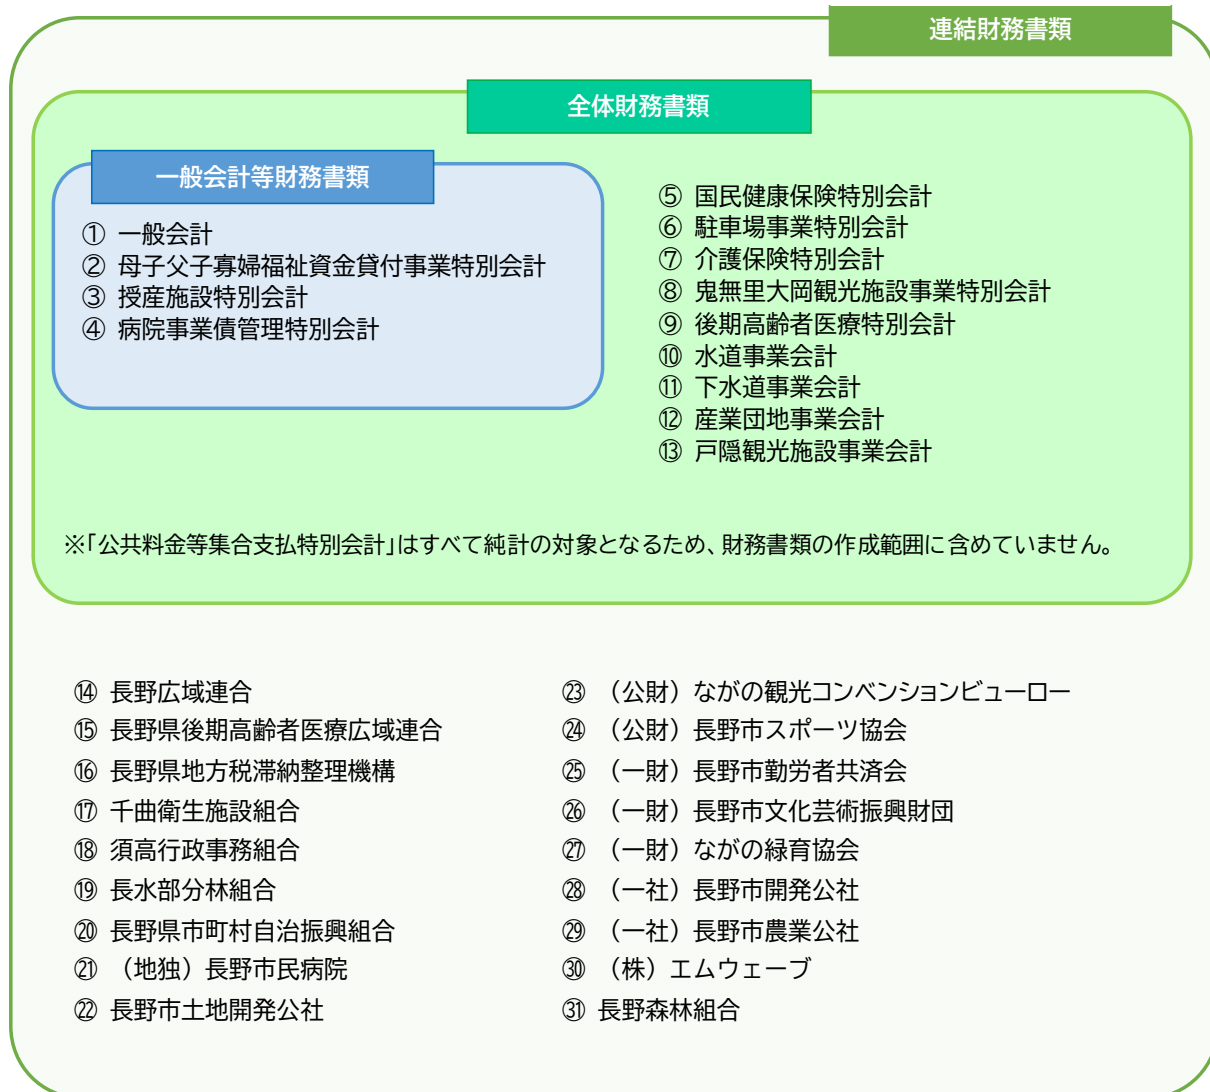 連結財務書類
全体財務書類
一般会計等財務書類
① 一般会計
② 母子父子寡婦福祉資金貸付事業特別会計
③ 授産施設特別会計
④ 病院事業債管理特別会計
⑤ 国民健康保険特別会計
⑥ 駐車場事業特別会計
⑦ 介護保険特別会計
⑧ 鬼無里大岡観光施設事業特別会計
⑨ 後期高齢者医療特別会計
⑩ 水道事業会計
⑪ 下水道事業会計
⑫ 産業団地事業会計
⑬ 戸隠観光施設事業会計
※「公共料金等集合支払特別会計」はすべて純計の対象となるため、財務書類の作成範囲に含めていません。
⑭ 長野広域連合
⑮ 長野県後期高齢者医療広域連合
⑯ 長野県地方税滞納整理機構
⑰ 千曲衛生施設組合
⑱ 須高行政事務組合
⑲ 長水部分林組合
⑳ 長野県市町村自治振興組合
㉑ （地独）長野市民病院
㉒ 長野市土地開発公社
㉓ （公財）ながの観光コンベンションビューロー
㉔ （公財）長野市スポーツ協会
㉕ （一財）長野市勤労者共済会
㉖ （一財）長野市文化芸術振興財団
㉗ （一財）ながの緑育協会
㉘ （一社）長野市開発公社
㉙ （一社）長野市農業公社
㉚ （株）エムウェーブ
㉛ 長野森林組合